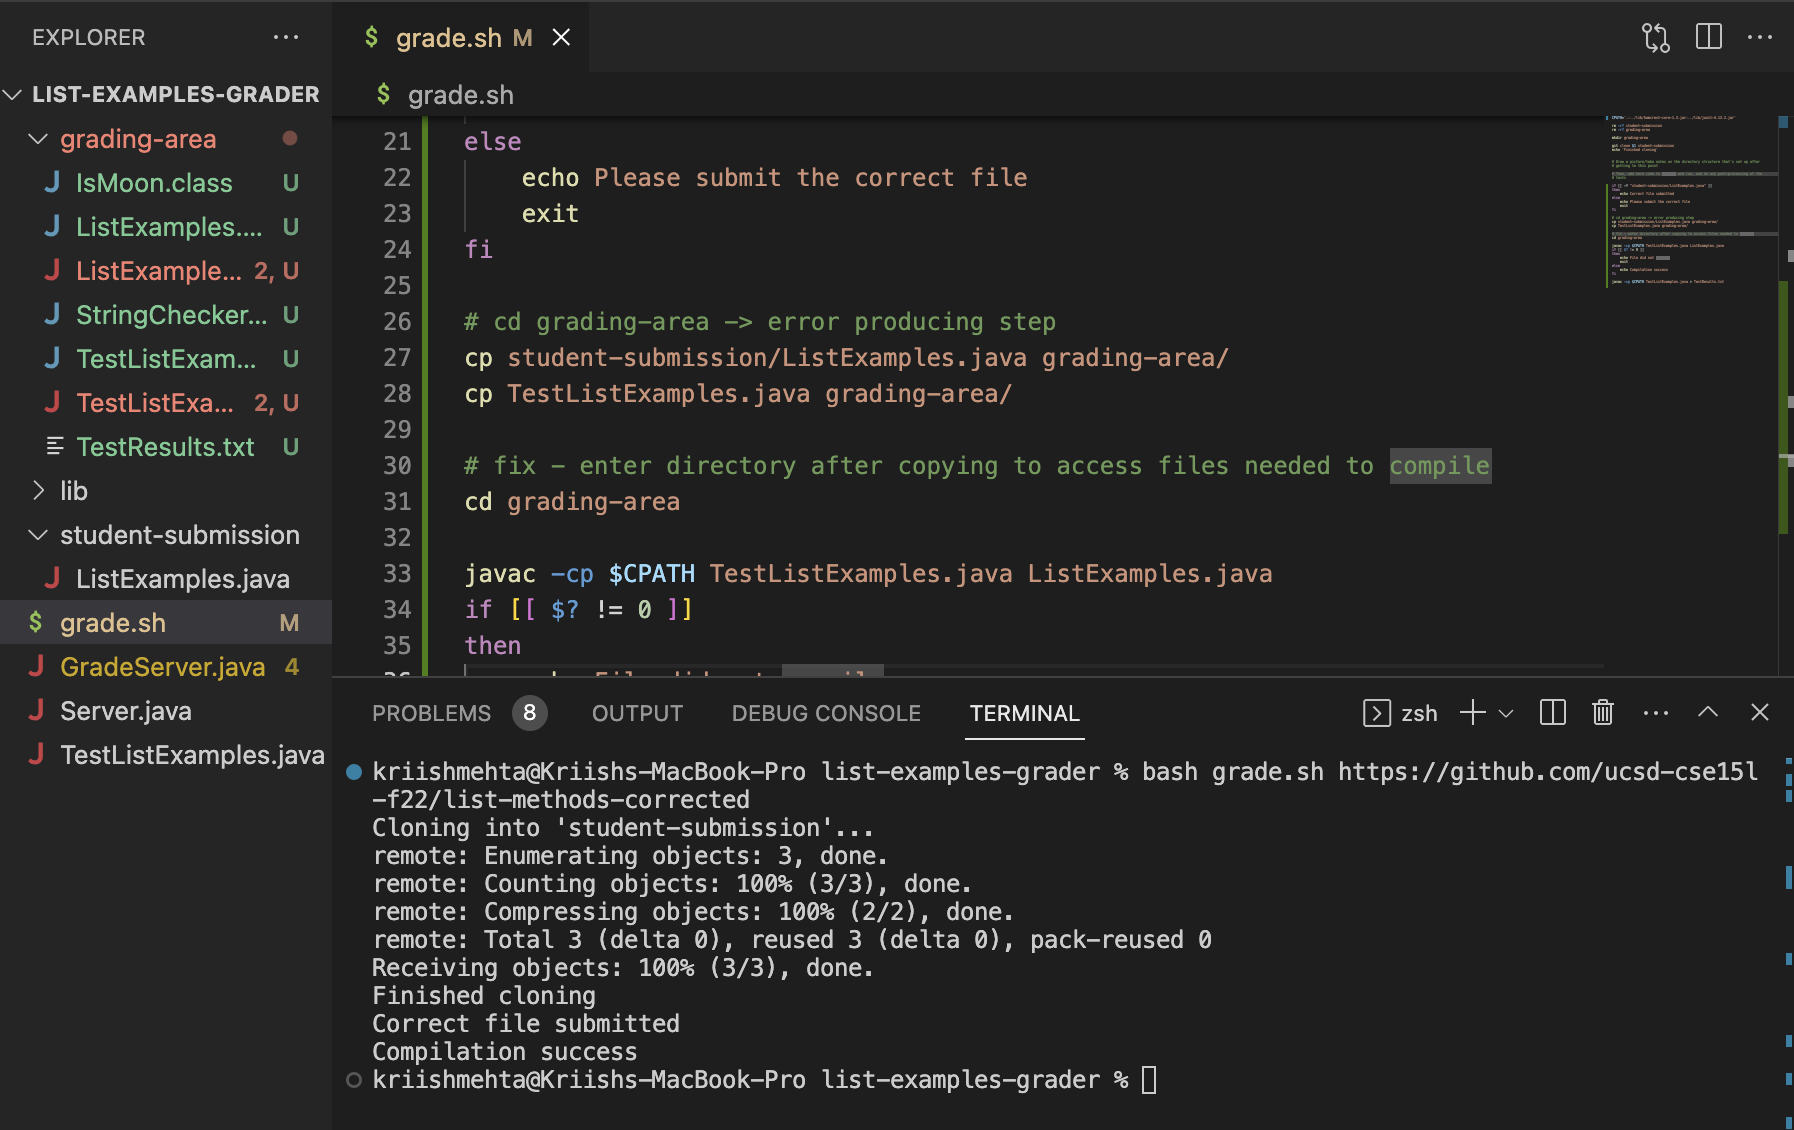 EXPLORER
LIST-EXAMPLES-GRADER
grading-area
IsMoon.class U
ListExamples.... U
ListExample... 2, U
StringChecker... U
TestListExam... U
TestListExa... 2, U
TestResults.txt U
lib
student-submission
ListExamples.java
$ grade.sh M
GradeServer.java 4
Server.java
TestListExamples.java
$ grade.sh M
$ grade.sh
21 else
22 echo Please submit the correct file
23 exit
24 fi
25
26 # cd grading-area -> error producing step
27 cp student-submission/ListExamples.java grading-area/
28 cp TestListExamples.java grading-area/
29
30 # fix - enter directory after copying to access files needed to compile
31 cd grading-area
32
33 javac -cp $CPATH TestListExamples.java ListExamples.java
34 if [[ $? != 0 ]]
35 then
PROBLEMS 8 OUTPUT DEBUG CONSOLE TERMINAL zsh
kriishmehta@Kriishs-MacBook-Pro list-examples-grader % bash grade.sh https://github.com/ucsd-cse15l
-f22/list-methods-corrected
Cloning into 'student-submission'...
remote: Enumerating objects: 3, done.
remote: Counting objects: 100% (3/3), done.
remote: Compressing objects: 100% (2/2), done.
remote: Total 3 (delta 0), reused 3 (delta 0), pack-reused 0
Receiving objects: 100% (3/3), done.
Finished cloning
Correct file submitted
Compilation success
kriishmehta@Kriishs-MacBook-Pro list-examples-grader %